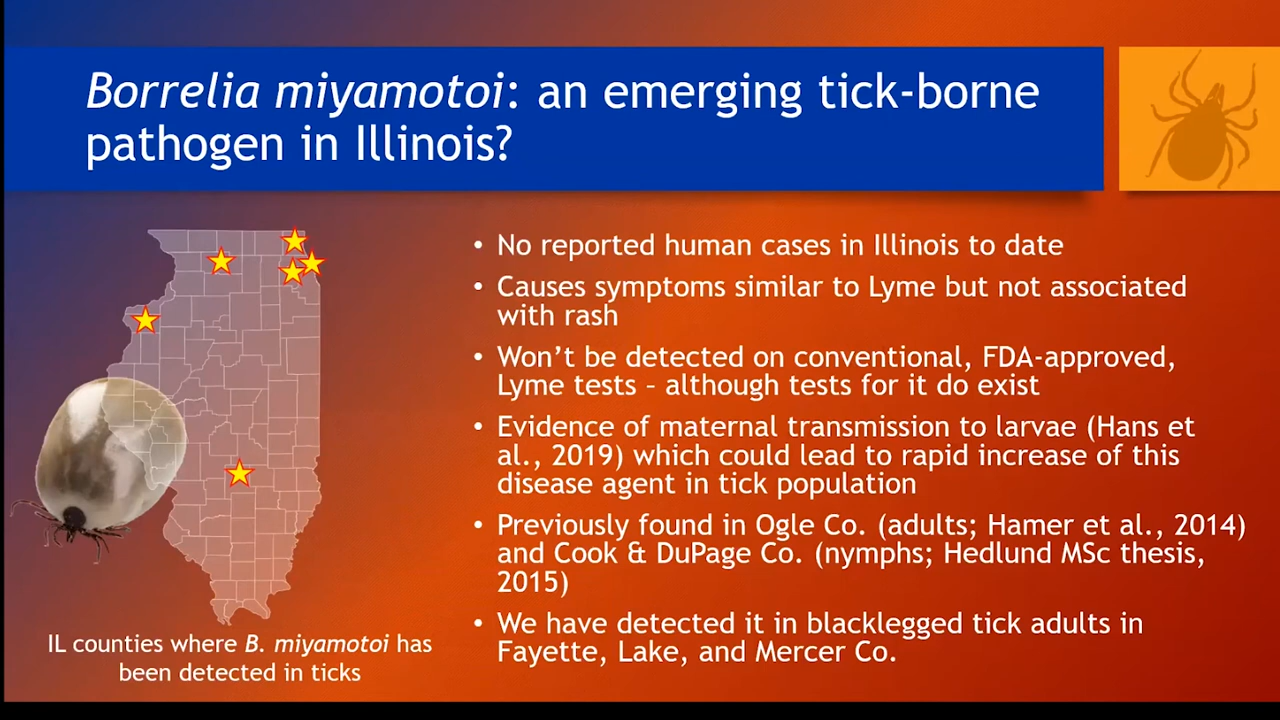 Borrelia miyamotoi: an emerging tick-borne
pathogen in Illinois?
• No reported human cases in Illinois to date
• Causes symptoms similar to Lyme but not associated
with rash
• Won't be detected on conventional, FDA-approved,
Lyme tests – although tests for it do exist
• Evidence of maternal transmission to larvae (Hans et
al., 2019) which could lead to rapid increase of this
disease agent in tick population
• Previously found in Ogle Co. (adults; Hamer et al., 2014)
and Cook & DuPage Co. (nymphs; Hedlund MSc thesis,
2015)
• We have detected it in blacklegged tick adults in
Fayette, Lake, and Mercer Co.
IL counties where B. miyamotoi has
been detected in ticks